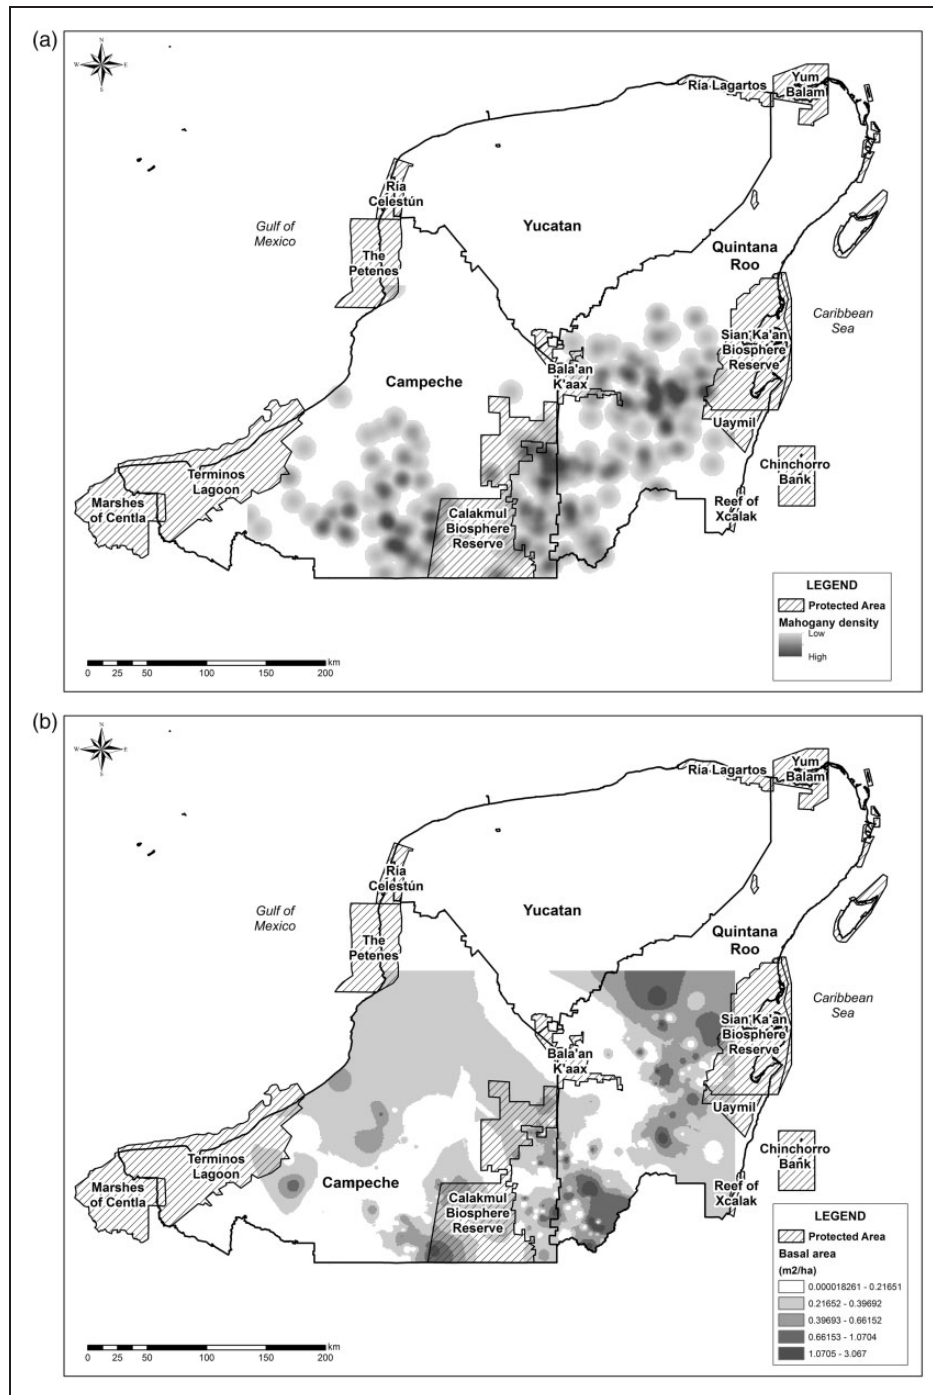 (a)
N
W E
S
Ría Lagartos
Yum
Balam
Ría
Celestún
Gulf of
Mexico
The
Petenes
Yucatan
Quintana
Roo
Caribbean
Sea
Sian Ka'an
Biosphere
Reserve
Bala'an
K'aax
Campeche
Uaymil
Terminos
Lagoon
Marshes
of Centla
Calakmul
Biosphere
Reserve
Chinchorro
Bank
Reef of
Xcalak
LEGEND
Protected Area
Mahogany density
Low
High
km
0 25 50 100 150 200
(b)
N
W E
S
Ría Lagartos
Yum
Balam
Ría
Celestún
Gulf of
Mexico
The
Petenes
Yucatan
Quintana
Roo
Caribbean
Sea
Sian Ka'an
Biosphere
Reserve
Bala'an
K'aax
Uaymil
Terminos
Lagoon
Marshes
of Centla
Campeche
Calakmul
Biosphere
Reserve
Chinchorro
Bank
Reef of
Xcalak
LEGEND
Protected Area
Basal area
(m2/ha)
0.000018261 - 0.21651
0.21652 - 0.39692
0.39693 - 0.66152
0.66153 - 1.0704
1.0705 - 3.067
km
0 25 50 100 150 200